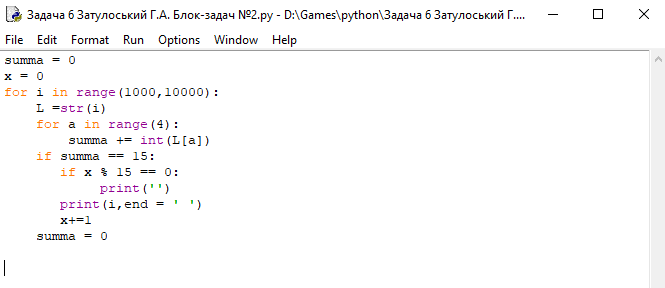 Задача 6 Затулоський Г.А. Блок-задач №2.py - D:\Games\python\Задача 6 Затулоський Г....
File Edit Format Run Options Window Help
summa = 0
x = 0
for i in range(1000,10000):
    L =str(i)
    for a in range(4):
        summa += int(L[a])
    if summa == 15:
       if x % 15 == 0:
            print('')
       print(i,end = ' ')
       x+=1
    summa = 0